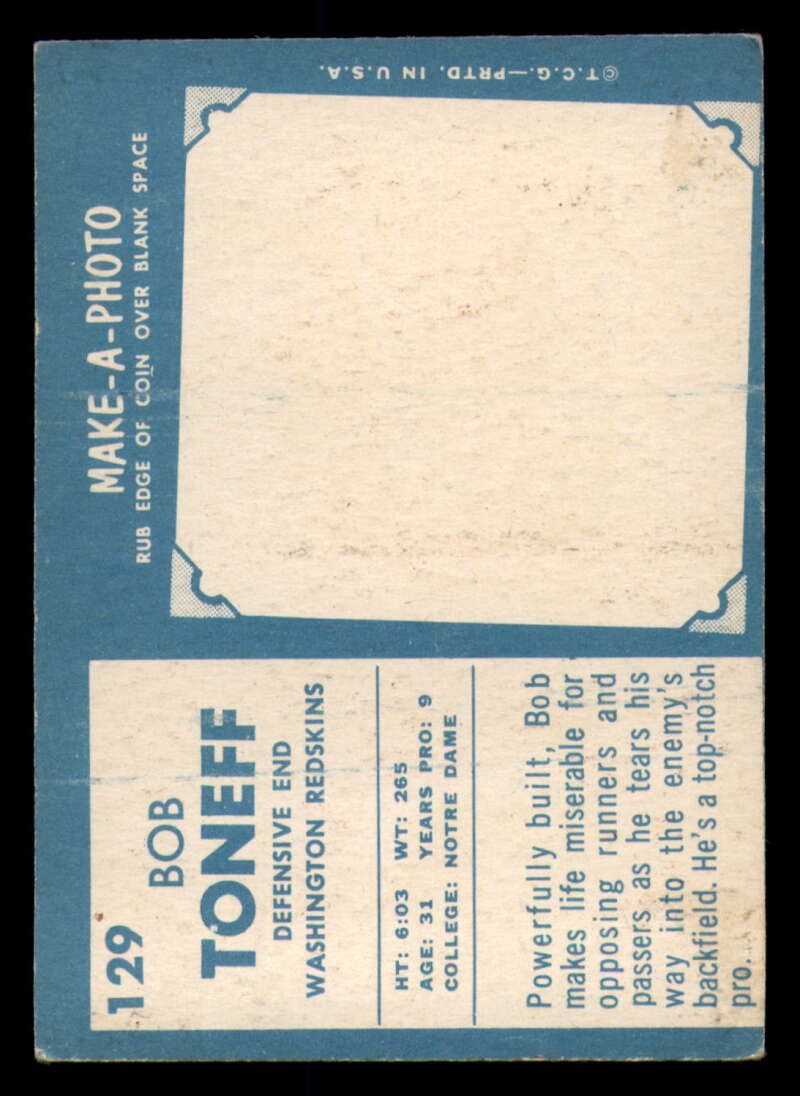 129
BOB
TONEFF
DEFENSIVE END
WASHINGTON REDSKINS
HT: 6:03 WT: 265
AGE: 31 YEARS PRO: 9
COLLEGE: NOTRE DAME
Powerfully built, Bob
makes life miserable for
opposing runners and
passers as he tears his
way into the enemy's
backfield. He's a top-notch
pro.
MAKE-A-PHOTO
RUB EDGE OF COIN OVER BLANK SPACE
©T.C.G.—PRTD. IN U.S.A.